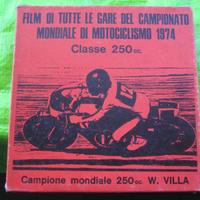 FILM DI TUTTE LE GARE DEL CAMPIONATO
MONDIALE DI MOTOCICLISMO 1974
Classe 250cc.
Campione mondiale 250cc W. VILLA